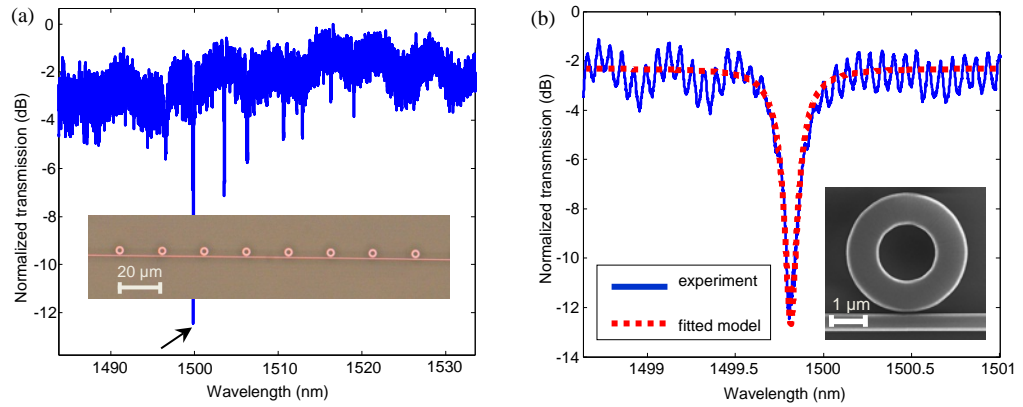 (a)
0
-2
-4
-6
-8
-10
-12
Normalized transmission (dB)
20 µm
1490 1500 1510 1520 1530
Wavelength (nm)
(b)
0
-2
-4
-6
-8
-10
-12
-14
Normalized transmission (dB)
experiment
fitted model
1 µm
1499 1499.5 1500 1500.5 1501
Wavelength (nm)